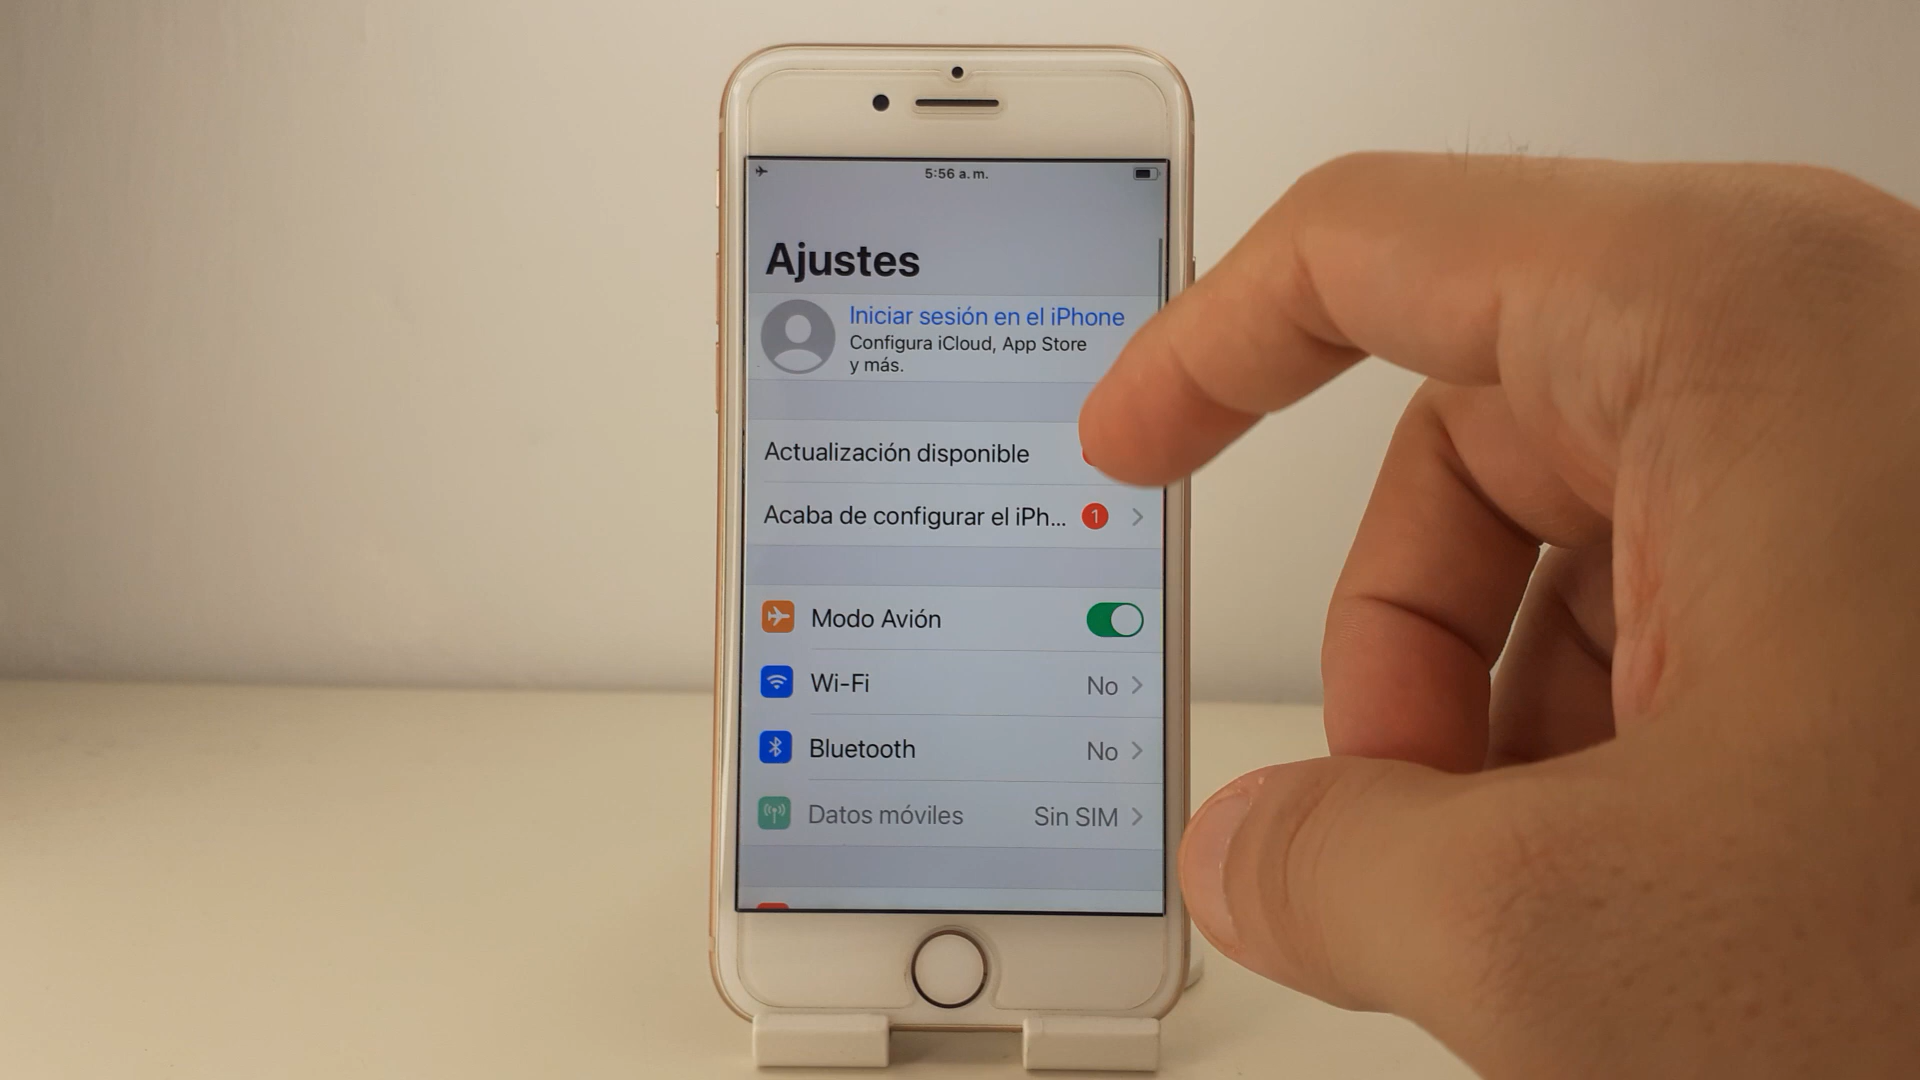 5:56 a.m.
Ajustes
Iniciar sesión en el iPhone
Configura iCloud, App Store
y más.
Actualización disponible
Acaba de configurar el iPh... 1
Modo Avión
Wi-Fi No
Bluetooth No
Datos móviles Sin SIM